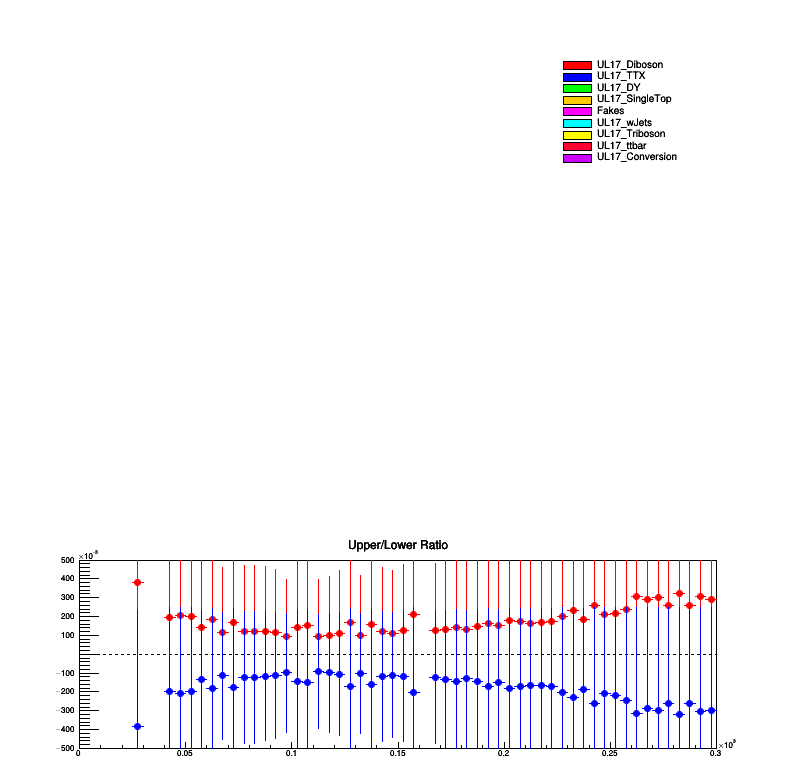 UL17_Diboson
UL17_TTX
UL17_DY
UL17_SingleTop
Fakes
UL17_wJets
UL17_Triboson
UL17_ttbar
UL17_Conversion
Upper/Lower Ratio
×10⁻³
500
400
300
200
100
-100
-200
-300
-400
-500
0 0.05 0.1 0.15 0.2 0.25 0.3
×10³